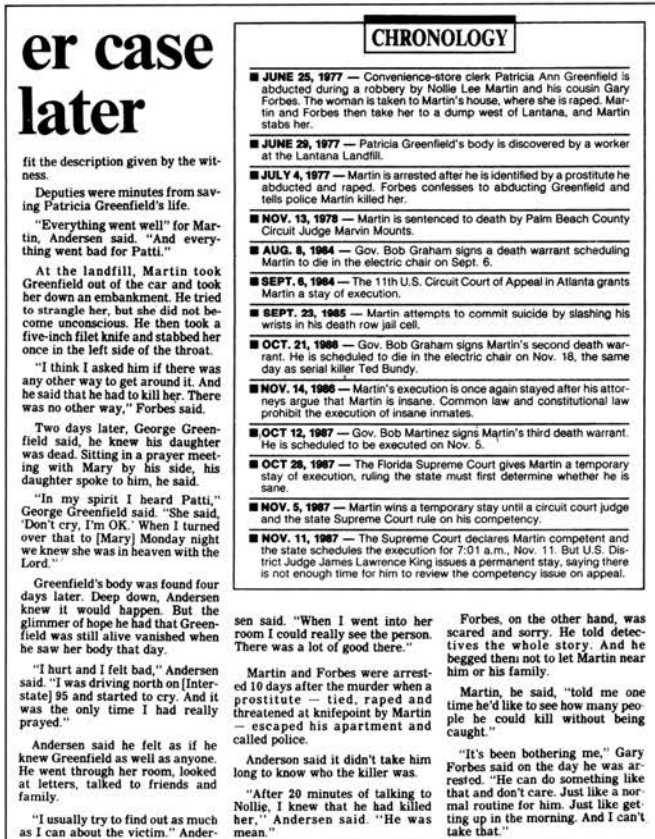 er case
later
fit the description given by the wit-
ness.
Deputies were minutes from sav-
ing Patricia Greenfield's life.
"Everything went well" for Mar-
tin, Andersen said. "And every-
thing went bad for Patti."
At the landfill, Martin took
Greenfield out of the car and took
her down an embankment. He tried
to strangle her, but she did not be-
come unconscious. He then took a
five-inch filet knife and stabbed her
once in the left side of the throat.
"I think I asked him if there was
any other way to get around it. And
he said that he had to kill her. There
was no other way," Forbes said.
Two days later, George Green-
field said, he knew his daughter
was dead. Sitting in a prayer meet-
ing with Mary by his side, his
daughter spoke to him, he said.
"In my spirit I heard Patti,"
George Greenfield said. "She said,
'Don't cry, I'm OK.' When I turned
over that to [Mary] Monday night
we knew she was in heaven with the
Lord."
Greenfield's body was found four
days later. Deep down, Andersen
knew it would happen. But the
glimmer of hope he had that Green-
field was still alive vanished when
he saw her body that day.
"I hurt and I felt bad," Andersen
said. "I was driving north on [Inter-
state] 95 and started to cry. And it
was the only time I had really
prayed."
Andersen said he felt as if he
knew Greenfield as well as anyone.
He went through her room, looked
at letters, talked to friends and
family.
"I usually try to find out as much
as I can about the victim." Ander-
CHRONOLOGY
■ JUNE 25, 1977 — Convenience-store clerk Patricia Ann Greenfield is
abducted during a robbery by Nollie Lee Martin and his cousin Gary
Forbes. The woman is taken to Martin's house, where she is raped. Mar-
tin and Forbes then take her to a dump west of Lantana, and Martin
stabs her.
■ JUNE 29, 1977 — Patricia Greenfield's body is discovered by a worker
at the Lantana Landfill.
■ JULY 4, 1977 — Martin is arrested after he is identified by a prostitute he
abducted and raped. Forbes confesses to abducting Greenfield and
tells police Martin killed her.
■ NOV. 13, 1978 — Martin is sentenced to death by Palm Beach County
Circuit Judge Marvin Mounts.
■ AUG. 8, 1984 — Gov. Bob Graham signs a death warrant scheduling
Martin to die in the electric chair on Sept. 6.
■ SEPT. 6, 1984 — The 11th U.S. Circuit Court of Appeal in Atlanta grants
Martin a stay of execution.
■ SEPT. 23, 1985 — Martin attempts to commit suicide by slashing his
wrists in his death row jail cell.
■ OCT. 21, 1986 — Gov. Bob Graham signs Martin's second death war-
rant. He is scheduled to die in the electric chair on Nov. 18, the same
day as serial killer Ted Bundy.
■ NOV. 14, 1986 — Martin's execution is once again stayed after his attor-
neys argue that Martin is insane. Common law and constitutional law
prohibit the execution of insane inmates.
■ OCT 12, 1987 — Gov. Bob Martinez signs Martin's third death warrant.
He is scheduled to be executed on Nov. 5.
■ OCT 28, 1987 — The Florida Supreme Court gives Martin a temporary
stay of execution, ruling the state must first determine whether he is
sane.
■ NOV. 5, 1987 — Martin wins a temporary stay until a circuit court judge
and the state Supreme Court rule on his competency.
■ NOV. 11, 1987 — The Supreme Court declares Martin competent and
the state schedules the execution for 7:01 a.m., Nov. 11. But U.S. Dis-
trict Judge James Lawrence King issues a permanent stay, saying there
is not enough time for him to review the competency issue on appeal.
sen said. "When I went into her
room I could really see the person.
There was a lot of good there."
Martin and Forbes were arrest-
ed 10 days after the murder when a
prostitute — tied, raped and
threatened at knifepoint by Martin
— escaped his apartment and
called police.
Anderson said it didn't take him
long to know who the killer was.
"After 20 minutes of talking to
Nollie, I knew that he had killed
her," Andersen said. "He was
mean."
Forbes, on the other hand, was
scared and sorry. He told detec-
tives the whole story. And he
begged them not to let Martin near
him or his family.
Martin, he said, "told me one
time he'd like to see how many peo-
ple he could kill without being
caught."
"It's been bothering me," Gary
Forbes said on the day he was ar-
rested. "He can do something like
that and don't care. Just like a nor-
mal routine for him. Just like get-
ting up in the morning. And I can't
take that."